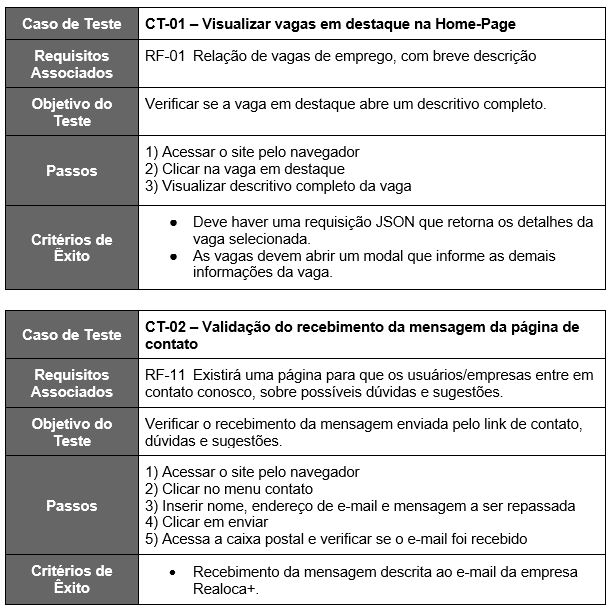 Caso de Teste
CT-01 – Visualizar vagas em destaque na Home-Page
Requisitos
Associados
RF-01 Relação de vagas de emprego, com breve descrição
Objetivo do
Teste
Verificar se a vaga em destaque abre um descritivo completo.
Passos
1) Acessar o site pelo navegador
2) Clicar na vaga em destaque
3) Visualizar descritivo completo da vaga
Critérios de
Êxito
● Deve haver uma requisição JSON que retorna os detalhes da
vaga selecionada.
● As vagas devem abrir um modal que informe as demais
informações da vaga.
Caso de Teste
CT-02 – Validação do recebimento da mensagem da página de
contato
Requisitos
Associados
RF-11 Existirá uma página para que os usuários/empresas entre em
contato conosco, sobre possíveis dúvidas e sugestões.
Objetivo do
Teste
Verificar o recebimento da mensagem enviada pelo link de contato,
dúvidas e sugestões.
Passos
1) Acessar o site pelo navegador
2) Clicar no menu contato
3) Inserir nome, endereço de e-mail e mensagem a ser repassada
4) Clicar em enviar
5) Acessa a caixa postal e verificar se o e-mail foi recebido
Critérios de
Êxito
• Recebimento da mensagem descrita ao e-mail da empresa
Realoca+.